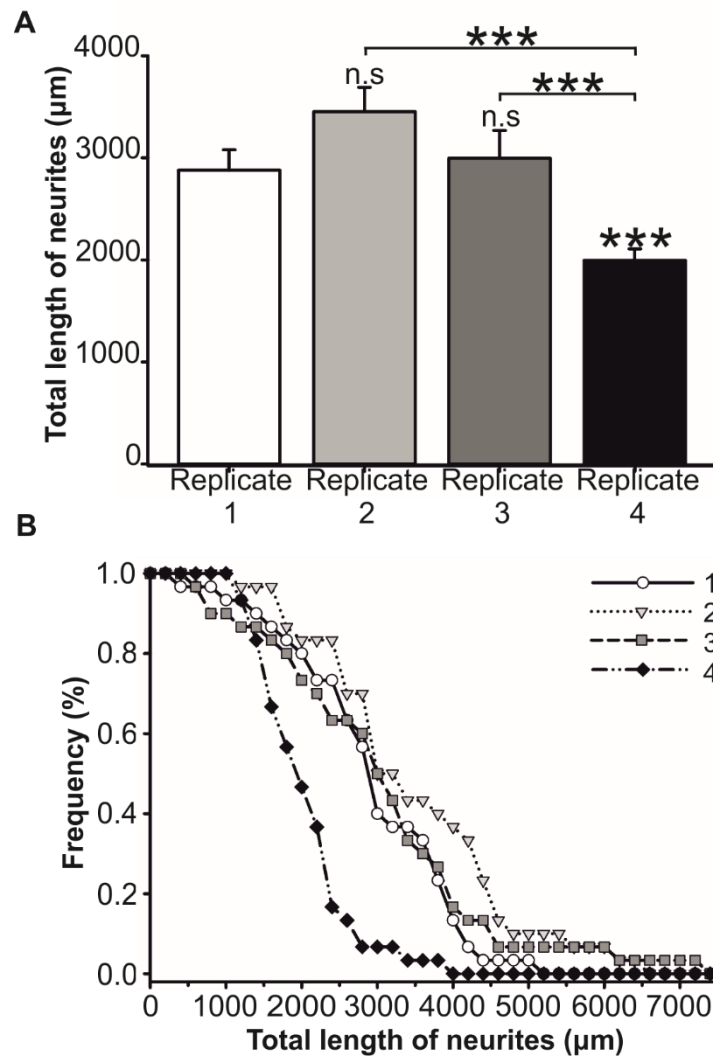 A
Total length of neurites (µm)
4000
3000
2000
1000
0
***
n.s
***
n.s
***
Replicate
1
Replicate
2
Replicate
3
Replicate
4
B
Frequency (%)
1.0
0.8
0.6
0.4
0.2
0.0
1
2
3
4
0 1000 2000 3000 4000 5000 6000 7000
Total length of neurites (µm)